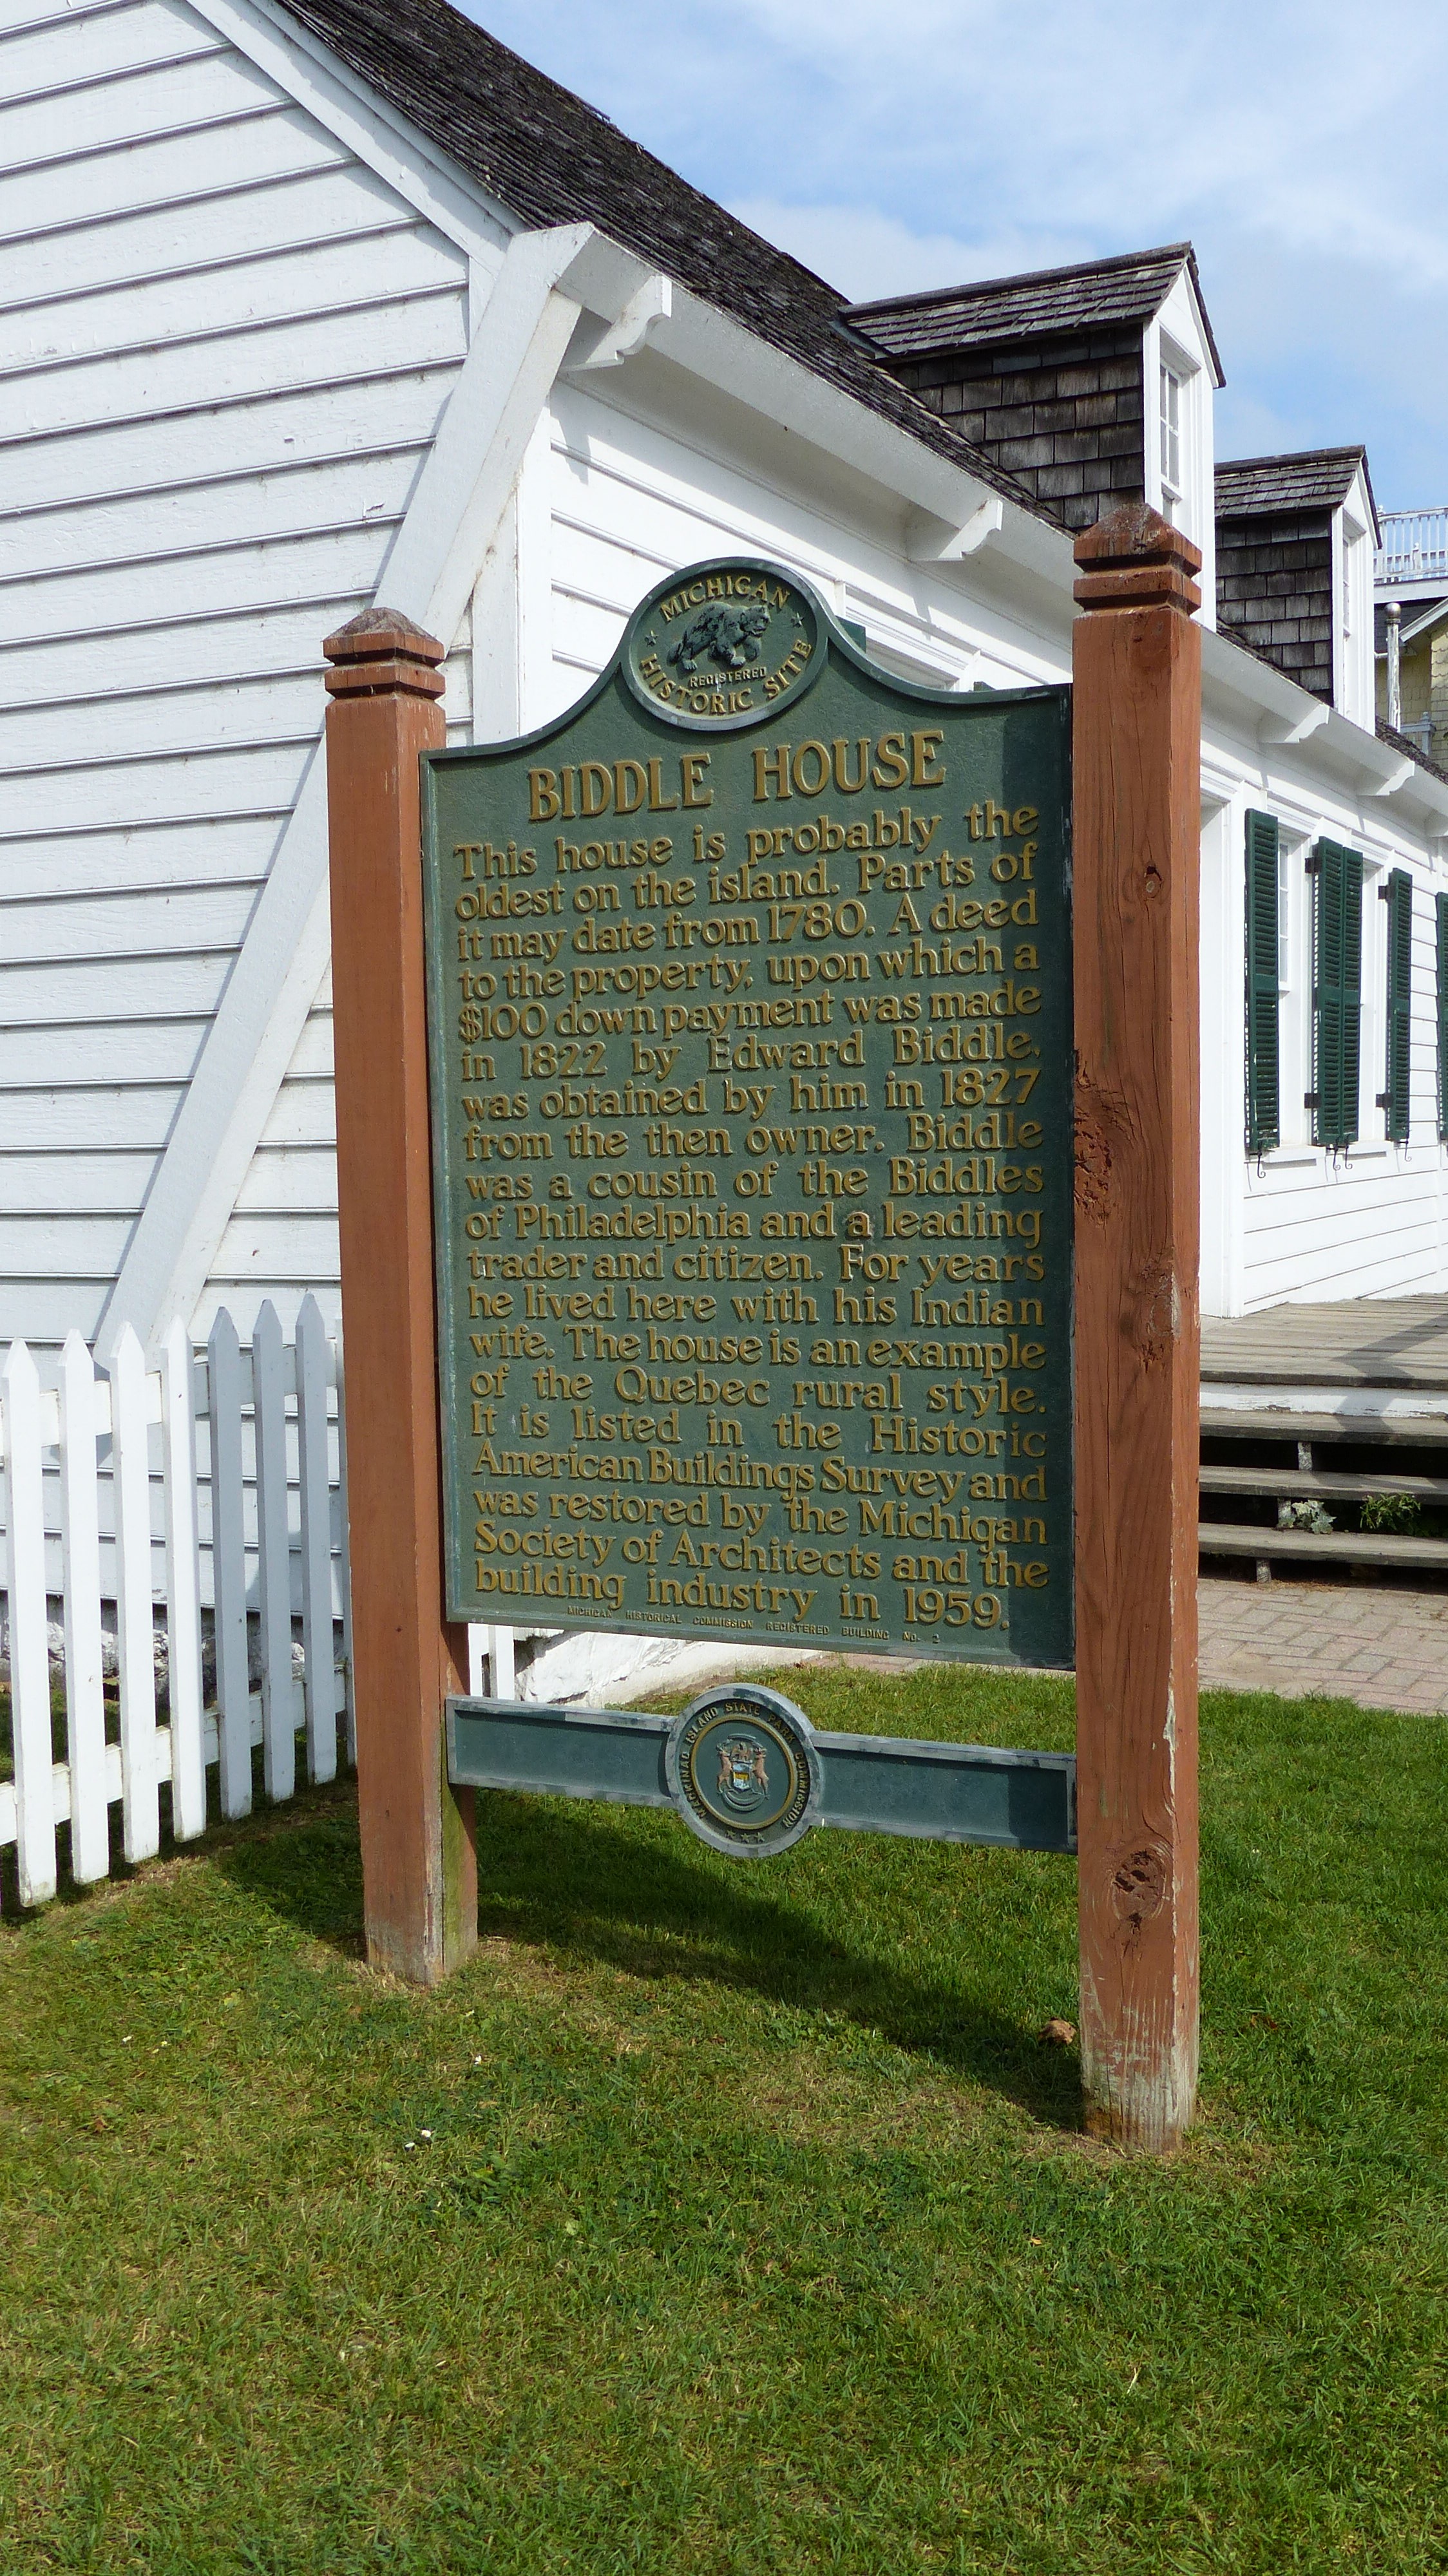 MICHIGAN
REGISTERED
HISTORIC SITE
BIDDLE HOUSE
This house is probably the
oldest on the island. Parts of
it may date from 1780. A deed
to the property, upon which a
$100 down payment was made
in 1822 by Edward Biddle,
was obtained by him in 1827
from the then owner. Biddle
was a cousin of the Biddles
of Philadelphia and a leading
trader and citizen. For years
he lived here with his Indian
wife. The house is an example
of the Quebec rural style.
It is listed in the Historic
American Buildings Survey and
was restored by the Michigan
Society of Architects and the
building industry in 1959.
MICHIGAN HISTORICAL COMMISSION REGISTERED BUILDING NO. 2
MACKINAC ISLAND STATE PARK COMMISSION